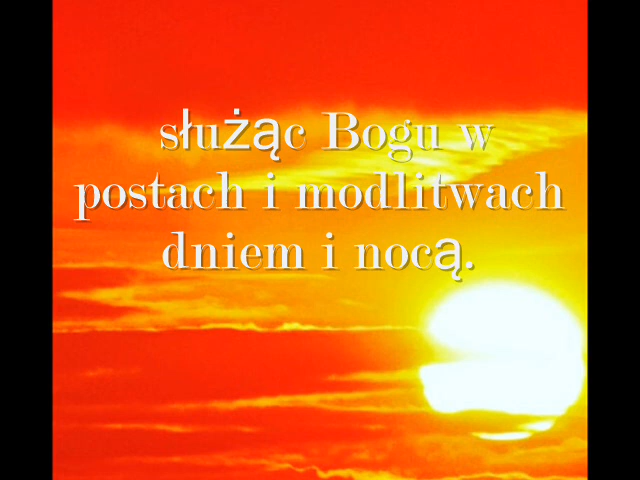 służąc Bogu w
postach i modlitwach
dniem i nocą.